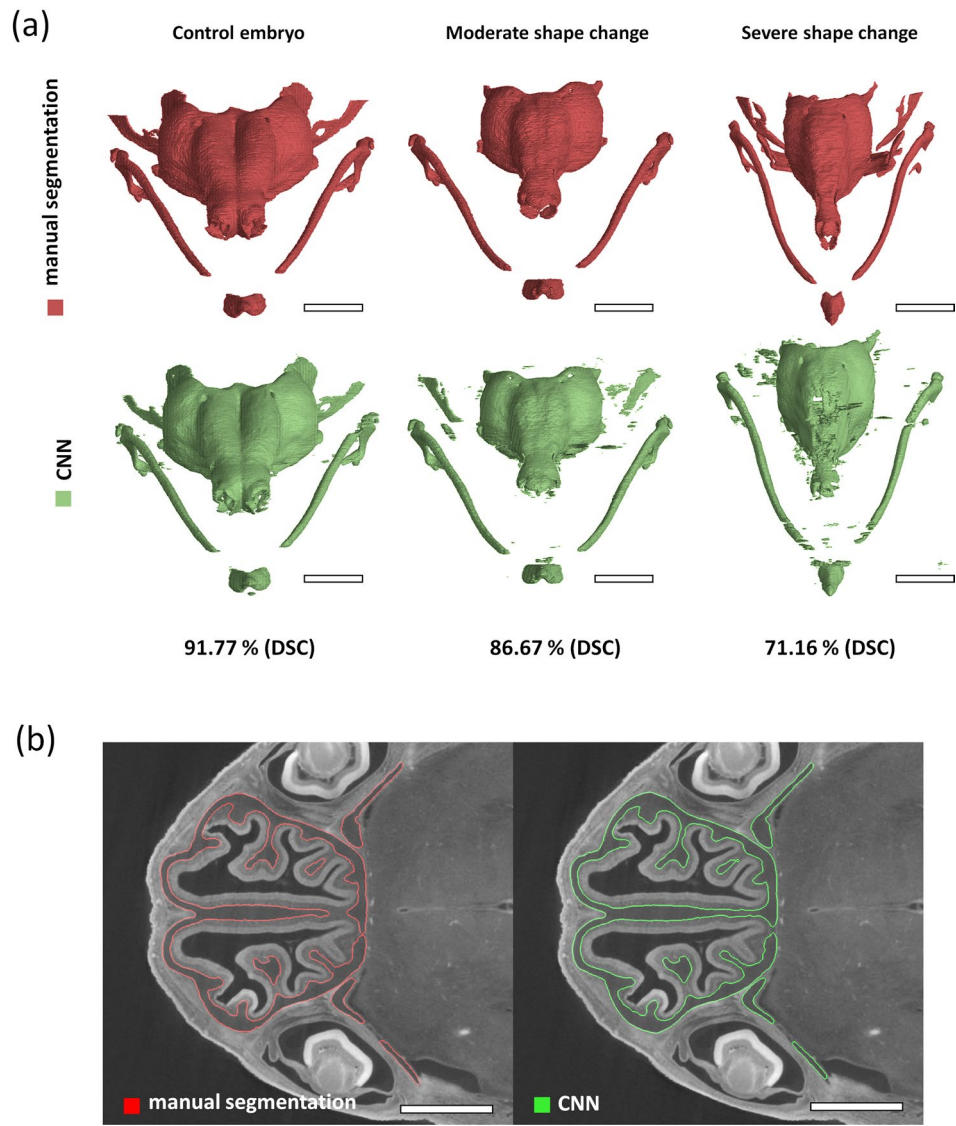 (a)
Control embryo
Moderate shape change
Severe shape change
manual segmentation
CNN
91.77 % (DSC)
86.67 % (DSC)
71.16 % (DSC)
(b)
manual segmentation
CNN